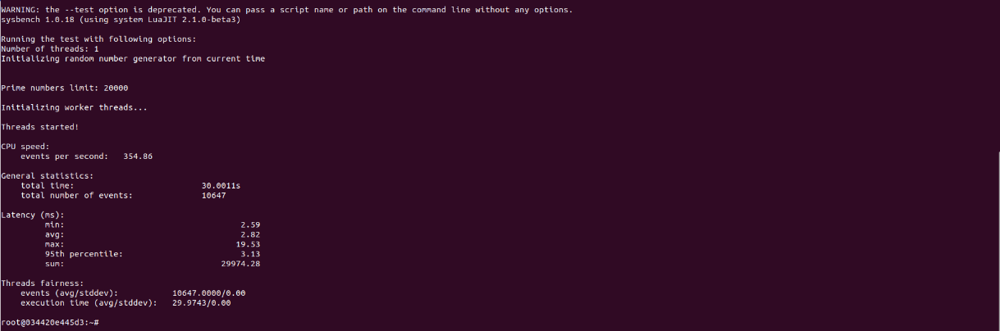 WARNING: the --test option is deprecated. You can pass a script name or path on the command line without any options.
sysbench 1.0.18 (using system LuaJIT 2.1.0-beta3)
Running the test with following options:
Number of threads: 1
Initializing random number generator from current time
Prime numbers limit: 20000
Initializing worker threads...
Threads started!
CPU speed:
events per second: 354.86
General statistics:
total time: 30.0011s
total number of events: 10647
Latency (ms):
min: 2.59
avg: 2.82
max: 19.53
95th percentile: 3.13
sum: 29974.28
Threads fairness:
events (avg/stddev): 10647.0000/0.00
execution time (avg/stddev): 29.9743/0.00
root@034420e445d3:~#